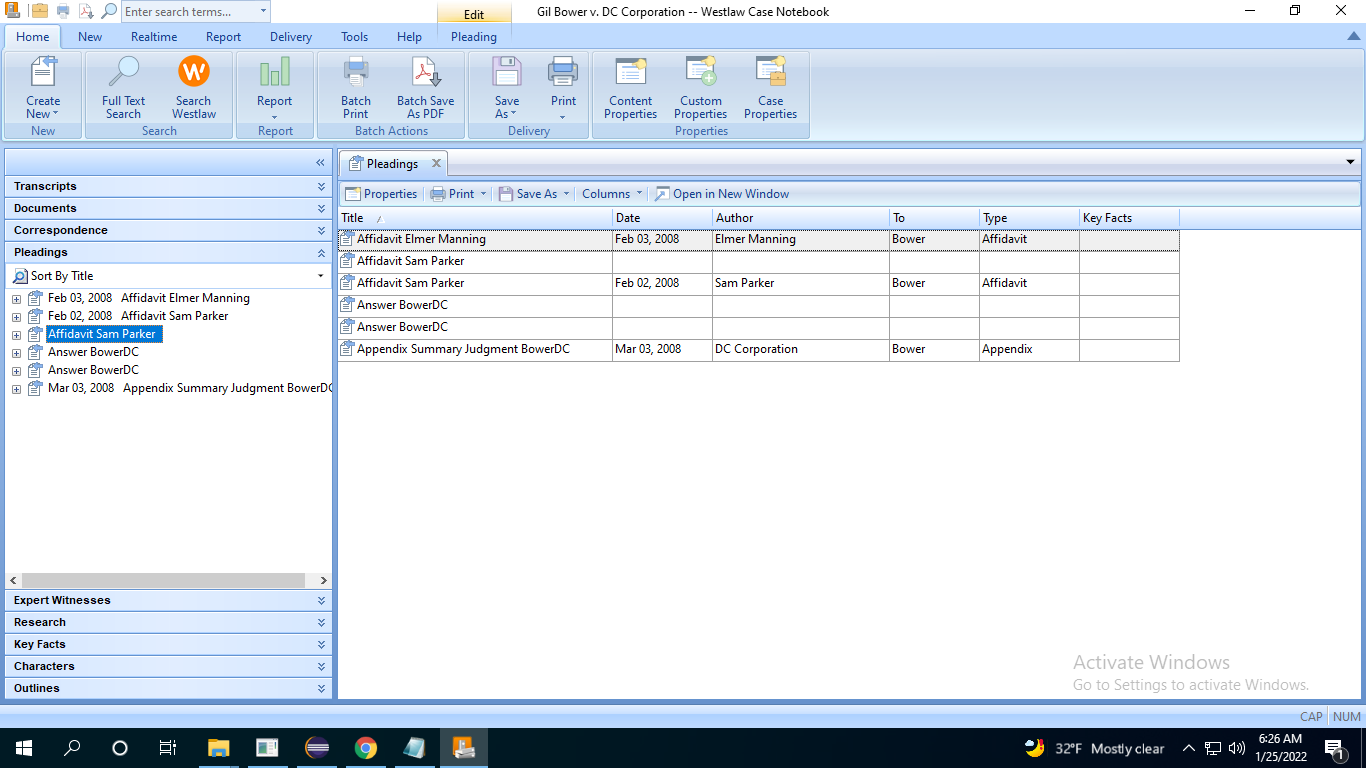 Enter search terms...
Edit
Gil Bower v. DC Corporation -- Westlaw Case Notebook
Home New Realtime Report Delivery Tools Help Pleading
Create New
Full Text Search
Search Westlaw
Report
Batch Print
Batch Save As PDF
Save As
Print
Content Properties
Custom Properties
Case Properties
New Search Report Batch Actions Delivery Properties
Transcripts
Documents
Correspondence
Pleadings
Sort By Title
Feb 03, 2008 Affidavit Elmer Manning
Feb 02, 2008 Affidavit Sam Parker
Affidavit Sam Parker
Answer BowerDC
Answer BowerDC
Mar 03, 2008 Appendix Summary Judgment BowerDC
Expert Witnesses
Research
Key Facts
Characters
Outlines
Pleadings
Properties Print Save As Columns Open in New Window
Title Date Author To Type Key Facts
Affidavit Elmer Manning Feb 03, 2008 Elmer Manning Bower Affidavit
Affidavit Sam Parker
Affidavit Sam Parker Feb 02, 2008 Sam Parker Bower Affidavit
Answer BowerDC
Answer BowerDC
Appendix Summary Judgment BowerDC Mar 03, 2008 DC Corporation Bower Appendix
Activate Windows
Go to Settings to activate Windows.
CAP NUM
32°F Mostly clear
6:26 AM
1/25/2022
1